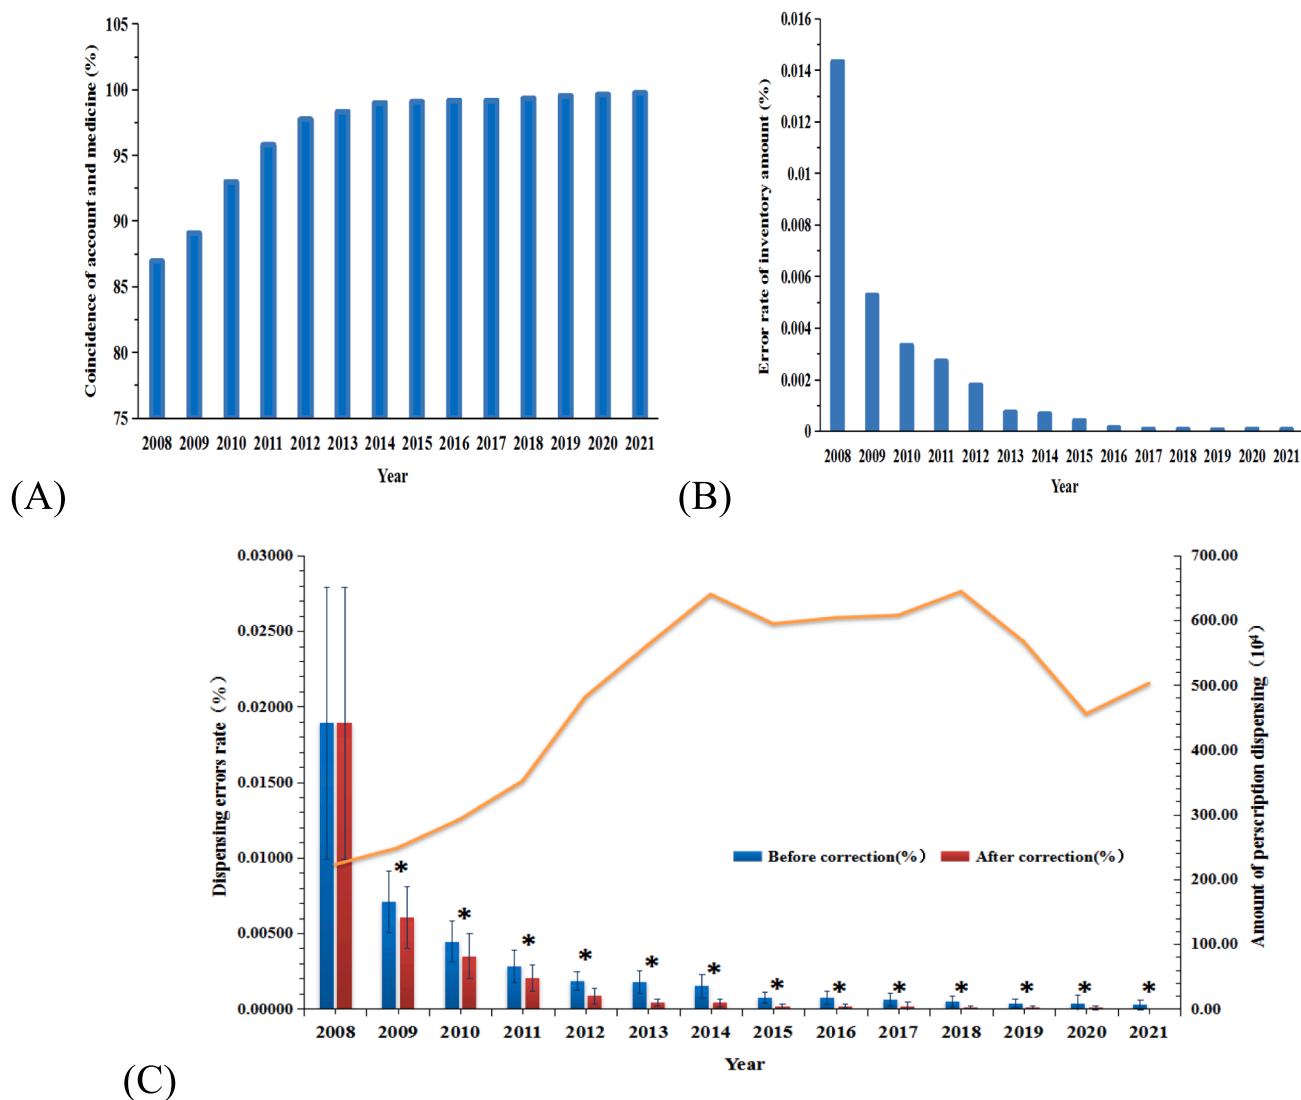 Coincidence of account and medicine (%)
105
100
95
90
85
80
75
2008 2009 2010 2011 2012 2013 2014 2015 2016 2017 2018 2019 2020 2021
Year
(A)
Error rate of inventory amount (%)
0.016
0.014
0.012
0.01
0.008
0.006
0.004
0.002
0
2008 2009 2010 2011 2012 2013 2014 2015 2016 2017 2018 2019 2020 2021
Year
(B)
Dispensing errors rate（%）
0.03000
0.02500
0.02000
0.01500
0.01000
0.00500
0.00000
* * * * * * * * * * * * *
Before correction(%） After correction(%）
700.00
600.00
500.00
400.00
300.00
200.00
100.00
0.00
Amount of perscription dispensing（10⁴）
2008 2009 2010 2011 2012 2013 2014 2015 2016 2017 2018 2019 2020 2021
Year
(C)